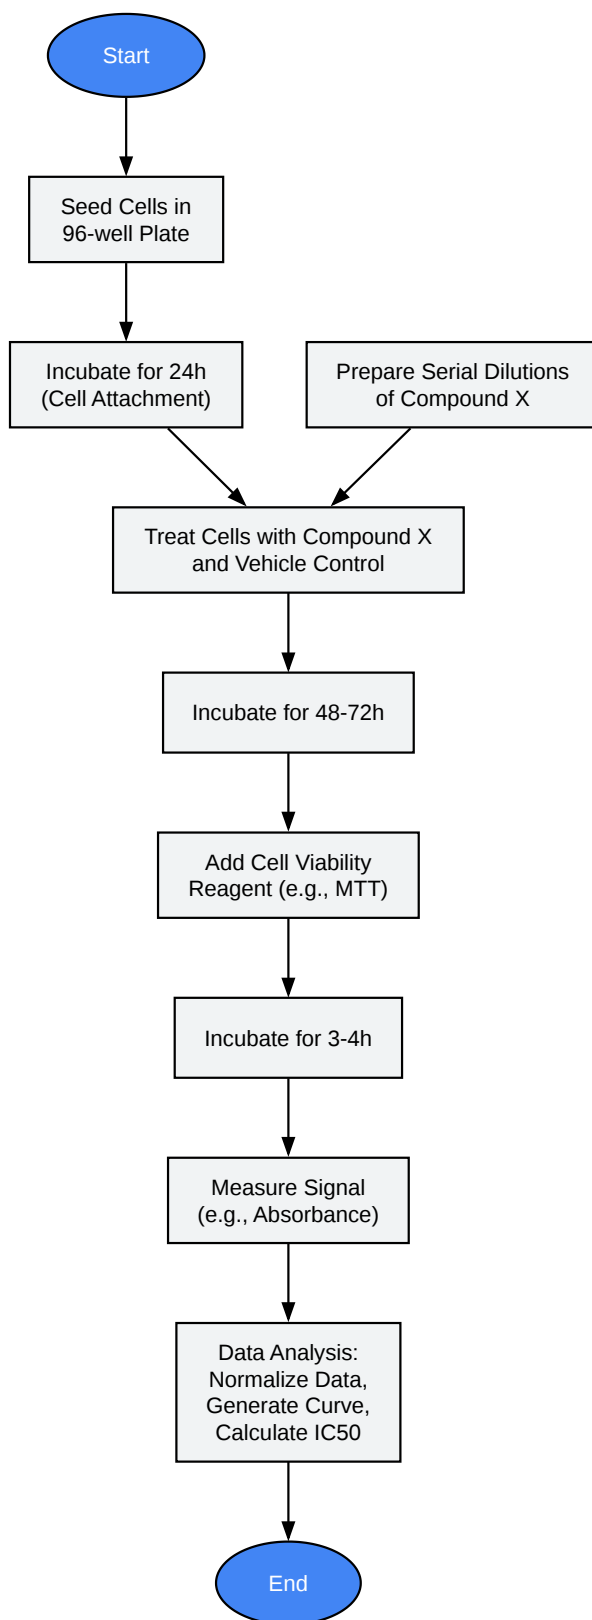 Start
Seed Cells in
96-well Plate
Incubate for 24h
(Cell Attachment)
Prepare Serial Dilutions
of Compound X
Treat Cells with Compound X
and Vehicle Control
Incubate for 48-72h
Add Cell Viability
Reagent (e.g., MTT)
Incubate for 3-4h
Measure Signal
(e.g., Absorbance)
Data Analysis:
Normalize Data,
Generate Curve,
Calculate IC50
End